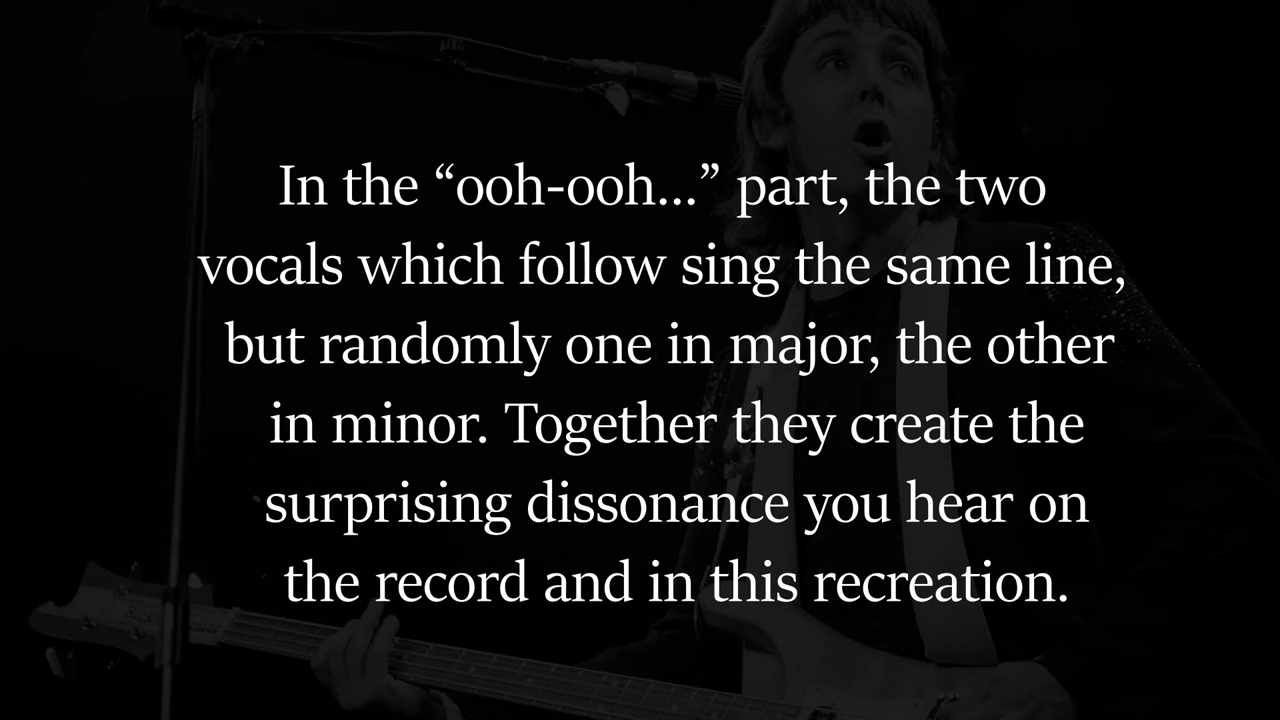 In the “ooh-ooh...” part, the two
vocals which follow sing the same line,
but randomly one in major, the other
in minor. Together they create the
surprising dissonance you hear on
the record and in this recreation.